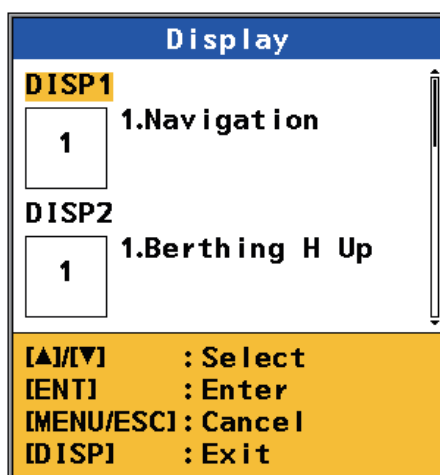 Display
DISP1
1
1.Navigation
DISP2
1
1.Berthing H Up
[▲]/[▼] :Select
[ENT] :Enter
[MENU/ESC]:Cancel
[DISP] :Exit